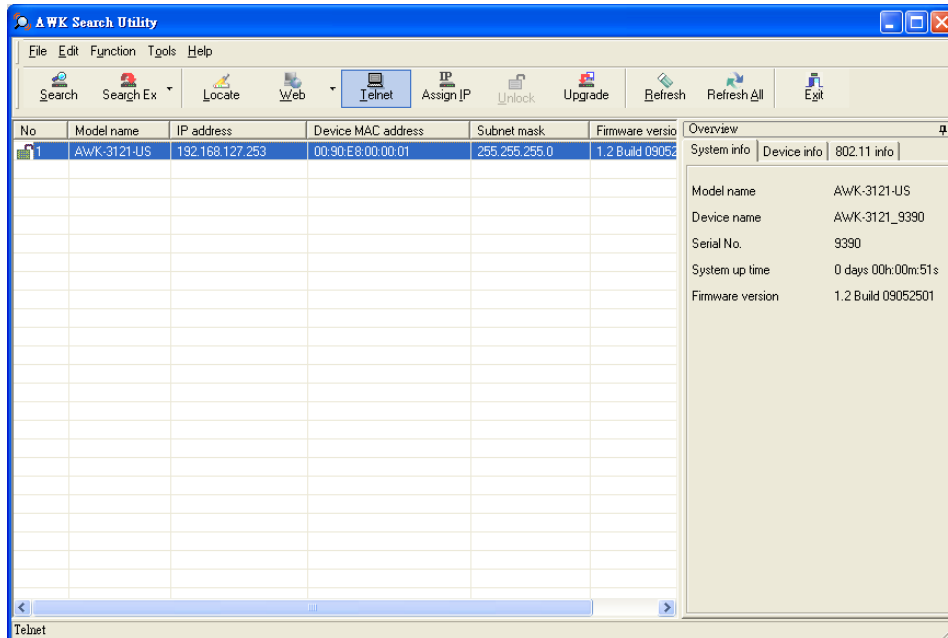 AWK Search Utility
File Edit Function Tools Help
Search Search Ex Locate Web Telnet Assign IP Unlock Upgrade Refresh Refresh All Exit
No Model name IP address Device MAC address Subnet mask Firmware versio
1 AWK-3121-US 192.168.127.253 00:90:E8:00:00:01 255.255.255.0 1.2 Build 09052
Overview
System info Device info 802.11 info
Model name AWK-3121-US
Device name AWK-3121_9390
Serial No. 9390
System up time 0 days 00h:00m:51s
Firmware version 1.2 Build 09052501
Telnet